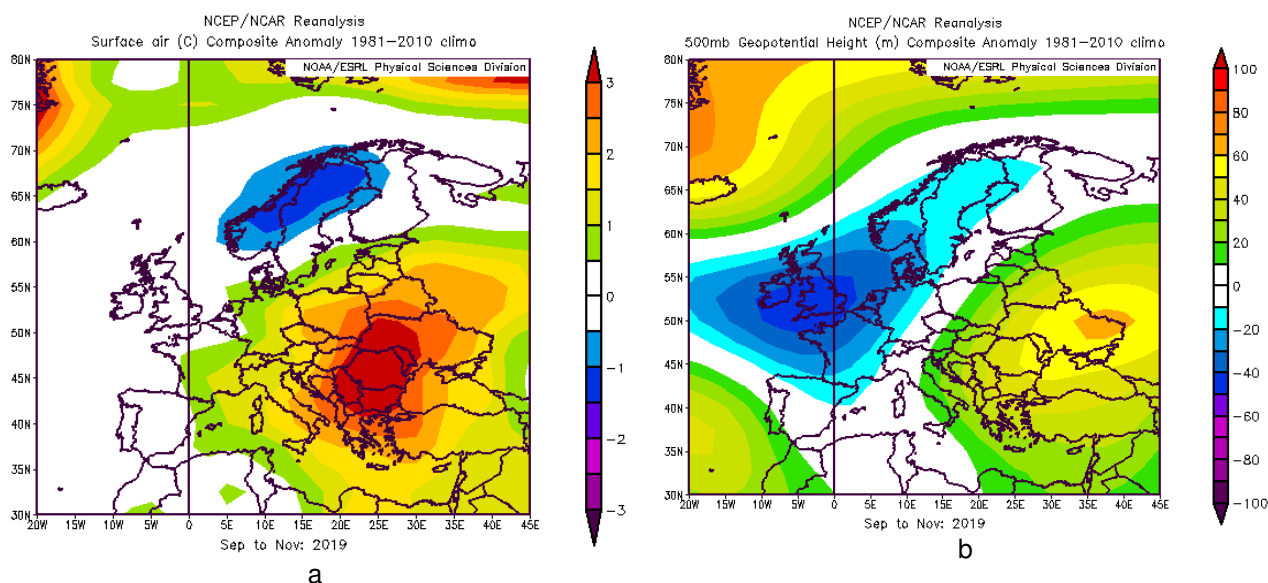 NCEP/NCAR Reanalysis
Surface air (C) Composite Anomaly 1981-2010 climo
NOAA/ESRL Physical Sciences Division
80N
75N
70N
65N
60N
55N
50N
45N
40N
35N
30N
20W 15W 10W 5W 0 5E 10E 15E 20E 25E 30E 35E 40E 45E
Sep to Nov: 2019
3
2
1
0
-1
-2
-3
a
NCEP/NCAR Reanalysis
500mb Geopotential Height (m) Composite Anomaly 1981-2010 climo
NOAA/ESRL Physical Sciences Division
80N
75N
70N
65N
60N
55N
50N
45N
40N
35N
30N
20W 15W 10W 5W 0 5E 10E 15E 20E 25E 30E 35E 40E 45E
Sep to Nov: 2019
100
80
60
40
20
0
-20
-40
-60
-80
-100
b